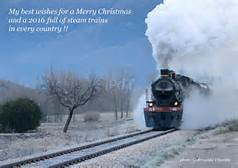 My best wishes for a Merry Christmas
and a 2016 full of steam trains
in every country !!